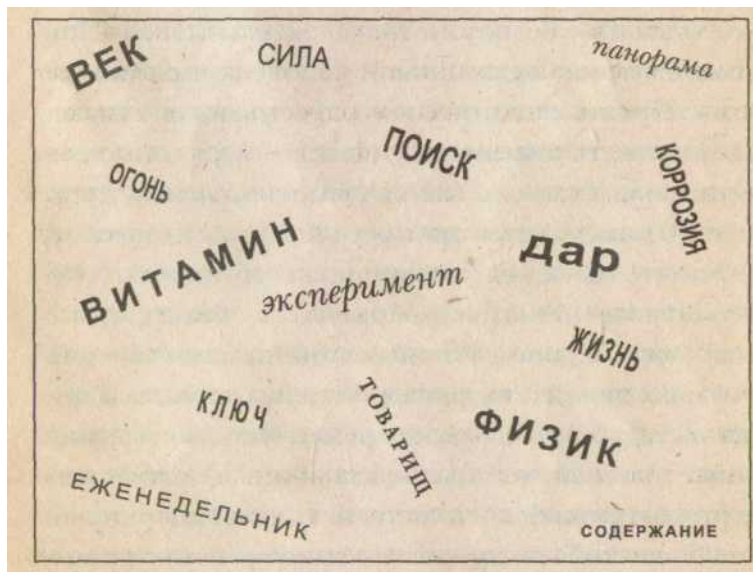 ВЕК
СИЛА
панорама
ПОИСК
КОРРОЗИЯ
ОГОНЬ
ВИТАМИН
дар
эксперимент
ЖИЗНЬ
КЛЮЧ
ТОВАРИЩ
ФИЗИК
ЕЖЕНЕДЕЛЬНИК
СОДЕРЖАНИЕ